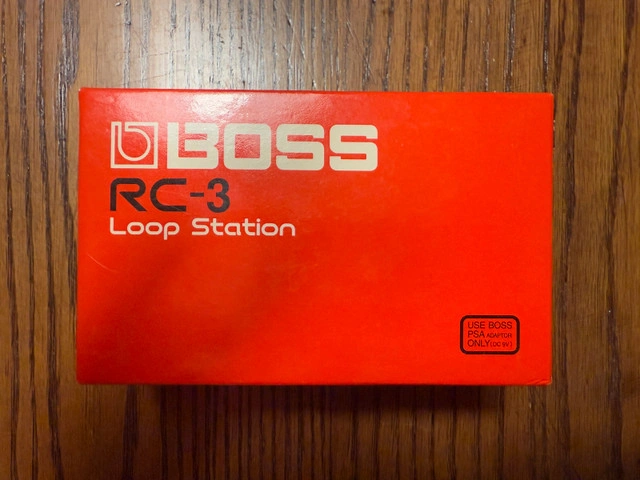 BOSS
RC-3
Loop Station
USE BOSS
PSA ADAPTOR
ONLY [DC 9V]